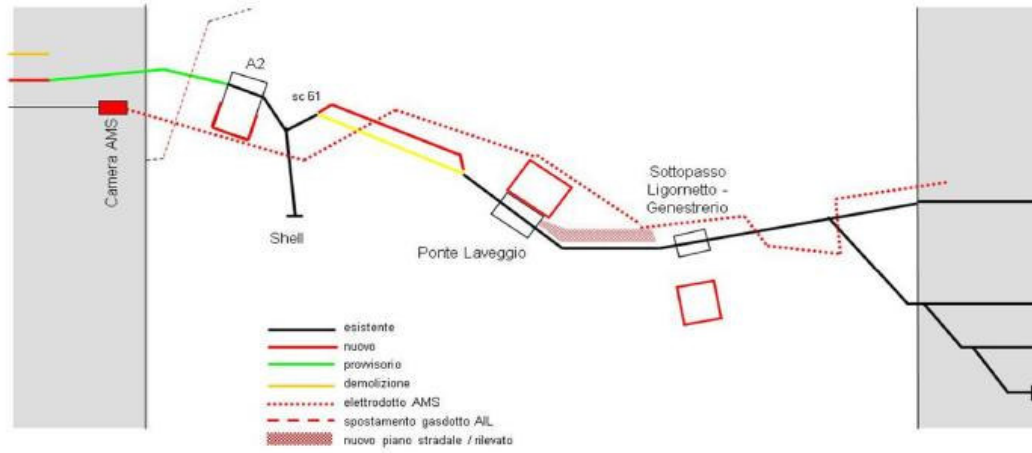 A2
sc 61
Camera AMS
Shell
Ponte Laveggio
Sottopasso
Ligornetto -
Genestrerio
esistente
nuovo
provvisorio
demolizione
elettrodotto AMS
spostamento gasdotto AIL
nuovo piano stradale / rilevato